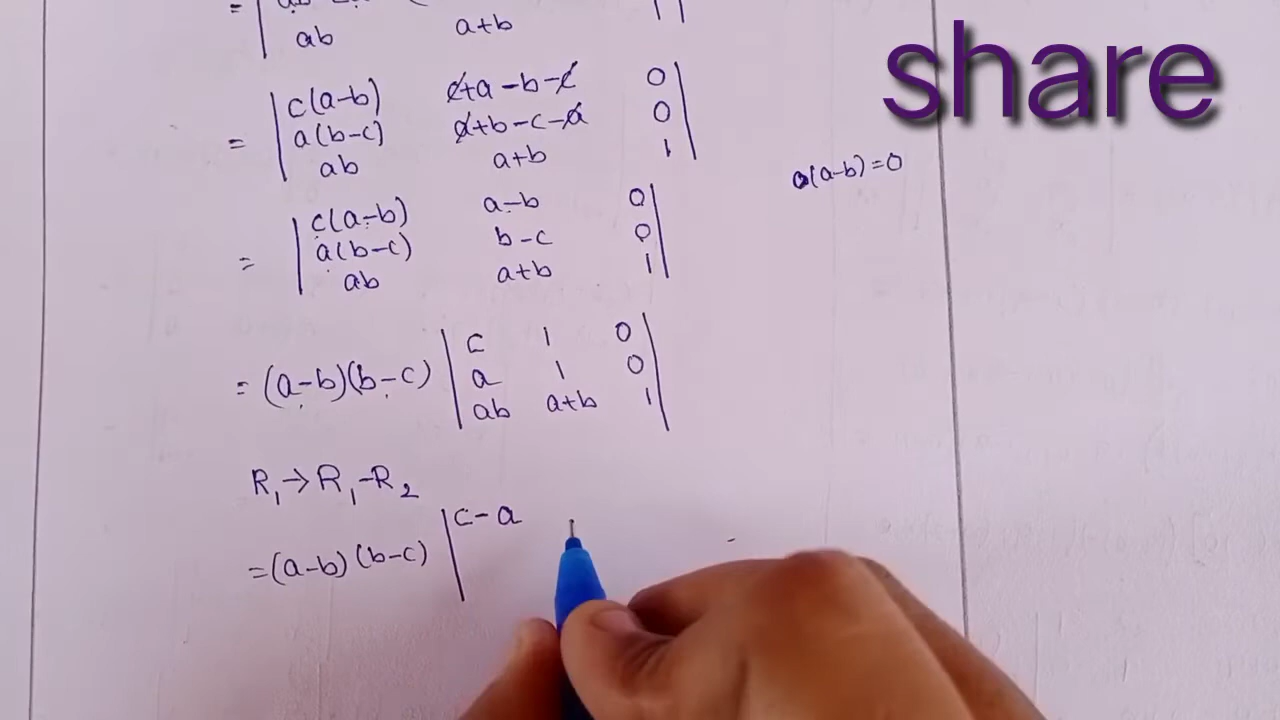 ab a+b
share
c(a-b) c+a-b-c 0
= a(b-c) a+b-c-a 0
ab a+b 1
a(a-b)=0
c(a-b) a-b 0
= a(b-c) b-c 0
ab a+b 1
c 1 0
= (a-b)(b-c) a 1 0
ab a+b 1
R₁→R₁-R₂
c-a
=(a-b)(b-c)